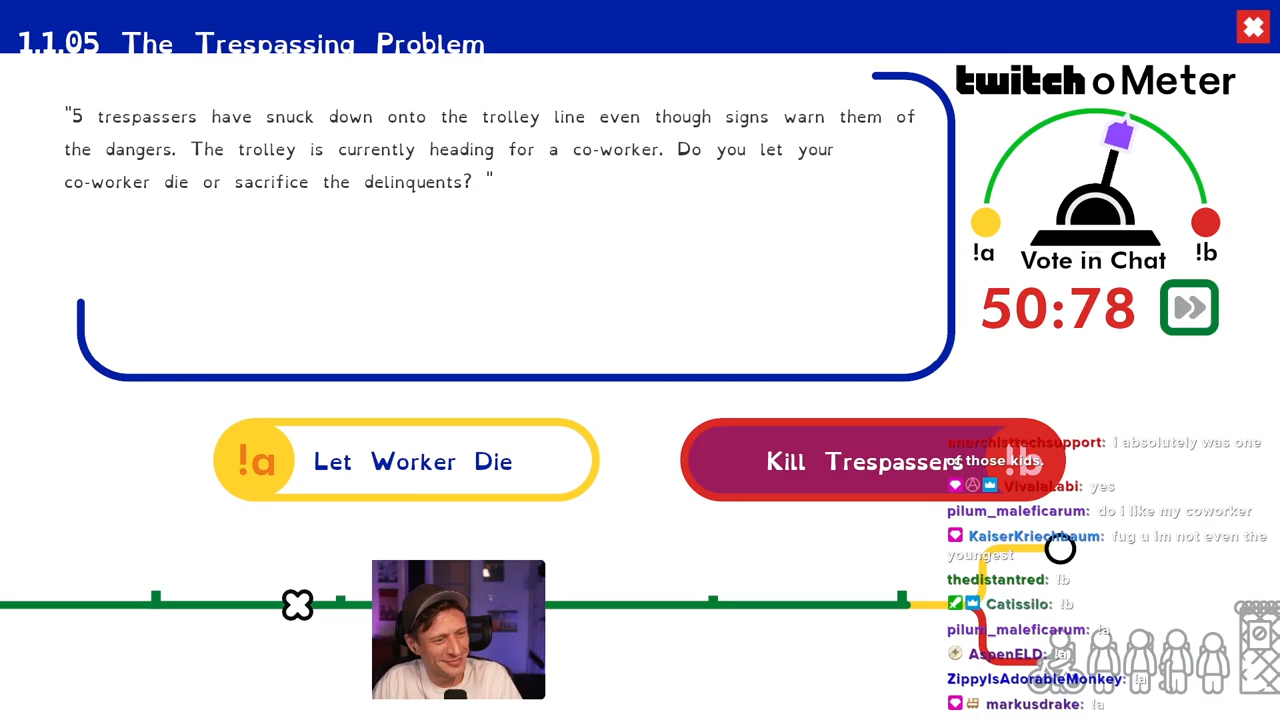 1.1.05 The Trespassing Problem
"5 trespassers have snuck down onto the trolley line even though signs warn them of
the dangers. The trolley is currently heading for a co-worker. Do you let your
co-worker die or sacrifice the delinquents? "
twitch o Meter
!a
!b
Vote in Chat
50:78
!a Let Worker Die
Kill Trespassers !b
anarchisttechsupport: i absolutely was one
of those kids.
VivalaLabi: yes
pilum_maleficarum: do i like my coworker
KaiserKriechbaum: fug u im not even the
youngest
thedistantred: !b
Catissilo: !b
pilum_maleficarum: !a
AspenELD: !a
ZippyIsAdorableMonkey: !a
markusdrake: !a